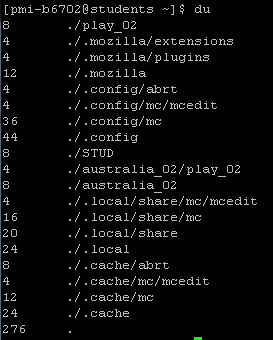 [pmi-b6702@students ~]$ du
8 ./play_02
4 ./.mozilla/extensions
4 ./.mozilla/plugins
12 ./.mozilla
4 ./.config/abrt
4 ./.config/mc/mcedit
36 ./.config/mc
44 ./.config
8 ./STUD
4 ./australia_02/play_02
8 ./australia_02
4 ./.local/share/mc/mcedit
16 ./.local/share/mc
20 ./.local/share
24 ./.local
8 ./.cache/abrt
4 ./.cache/mc/mcedit
12 ./.cache/mc
24 ./.cache
276 .